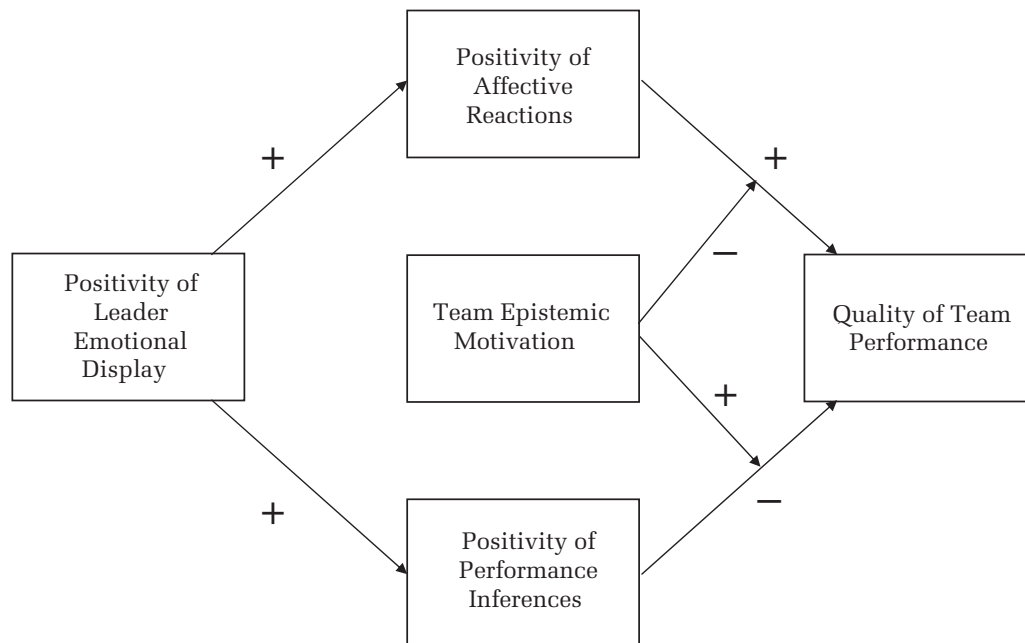 Positivity of
Affective
Reactions
+
+
Positivity of
Leader
Emotional
Display
Team Epistemic
Motivation
−
Quality of Team
Performance
+
+
−
Positivity of
Performance
Inferences